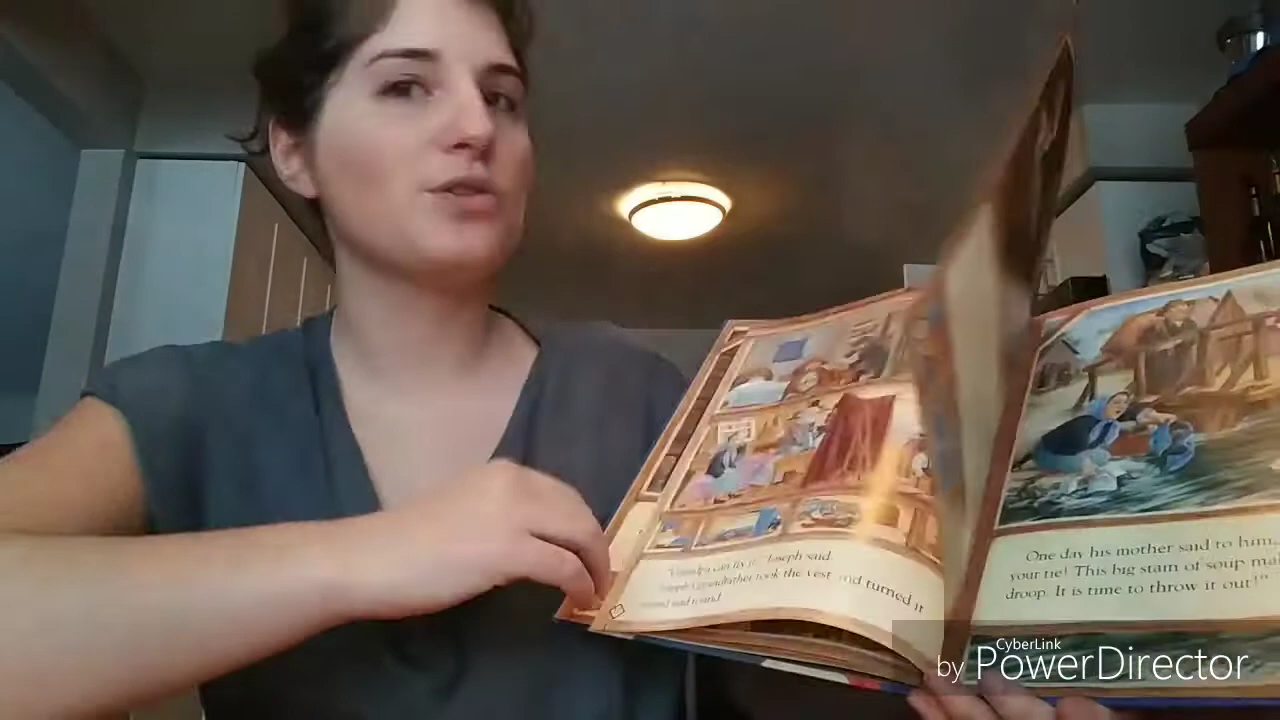 "Grandpa can fix it," Joseph said.
Joseph's grandfather took the vest and turned it
round and round.
One day his mother said to him,
your tie! This big stain of soup ma
droop. It is time to throw it out!"
CyberLink
by PowerDirector